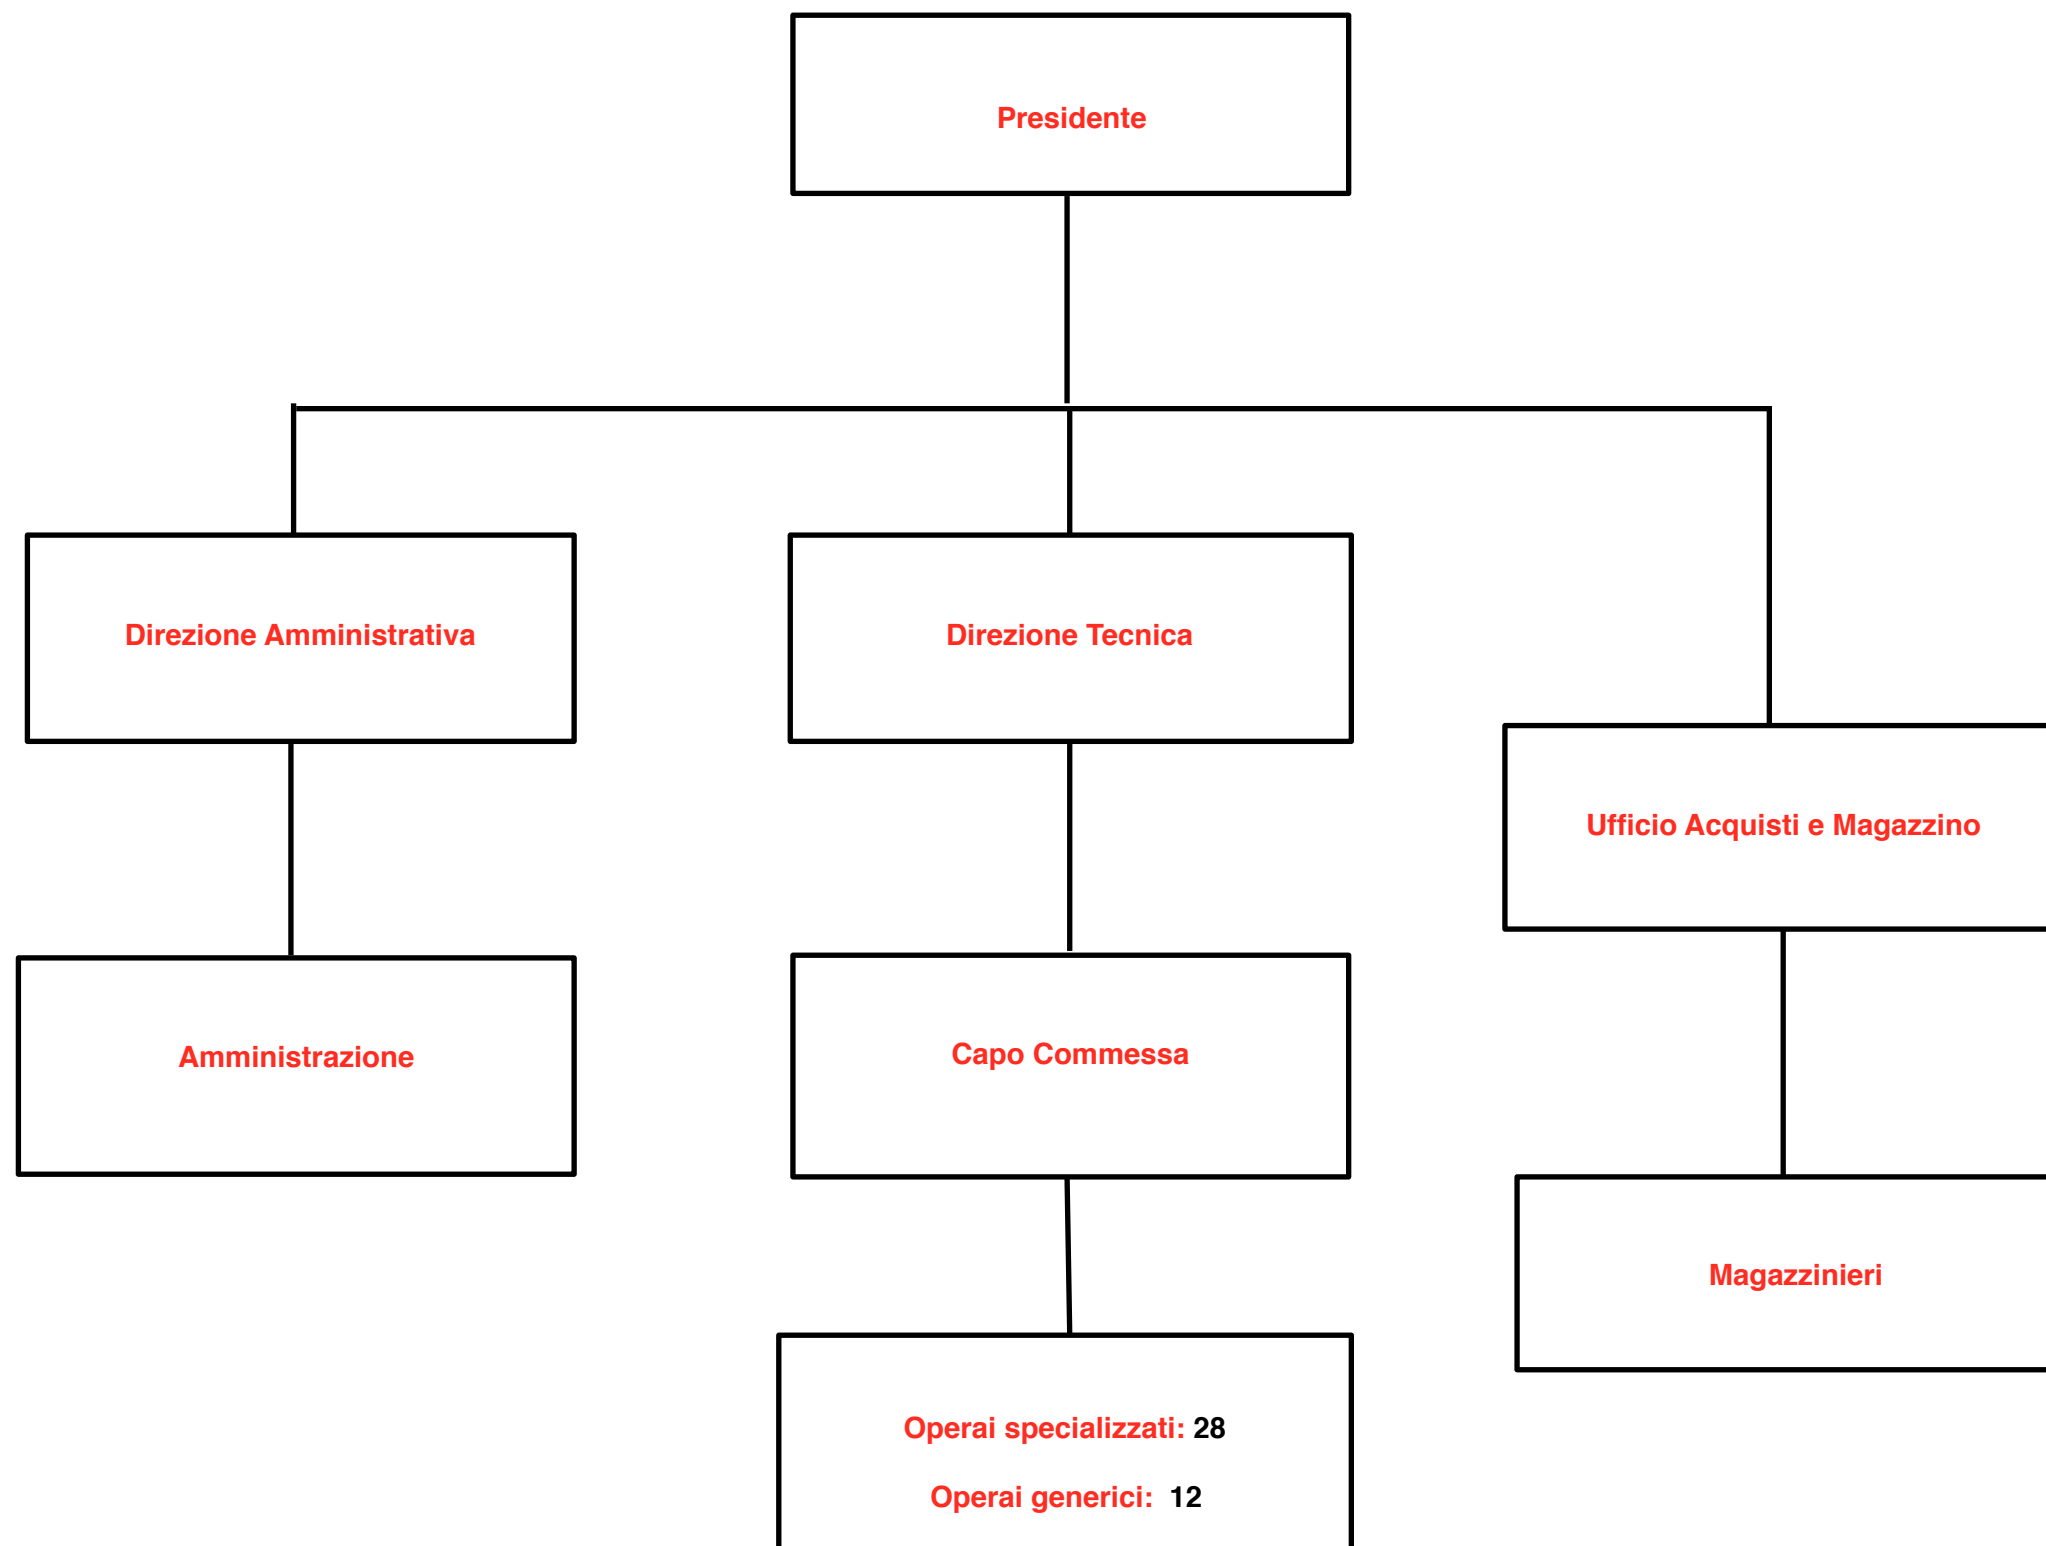 Presidente
Direzione Amministrativa
Direzione Tecnica
Ufficio Acquisti e Magazzino
Amministrazione
Capo Commessa
Magazzinieri
Operai specializzati: 28
Operai generici: 12